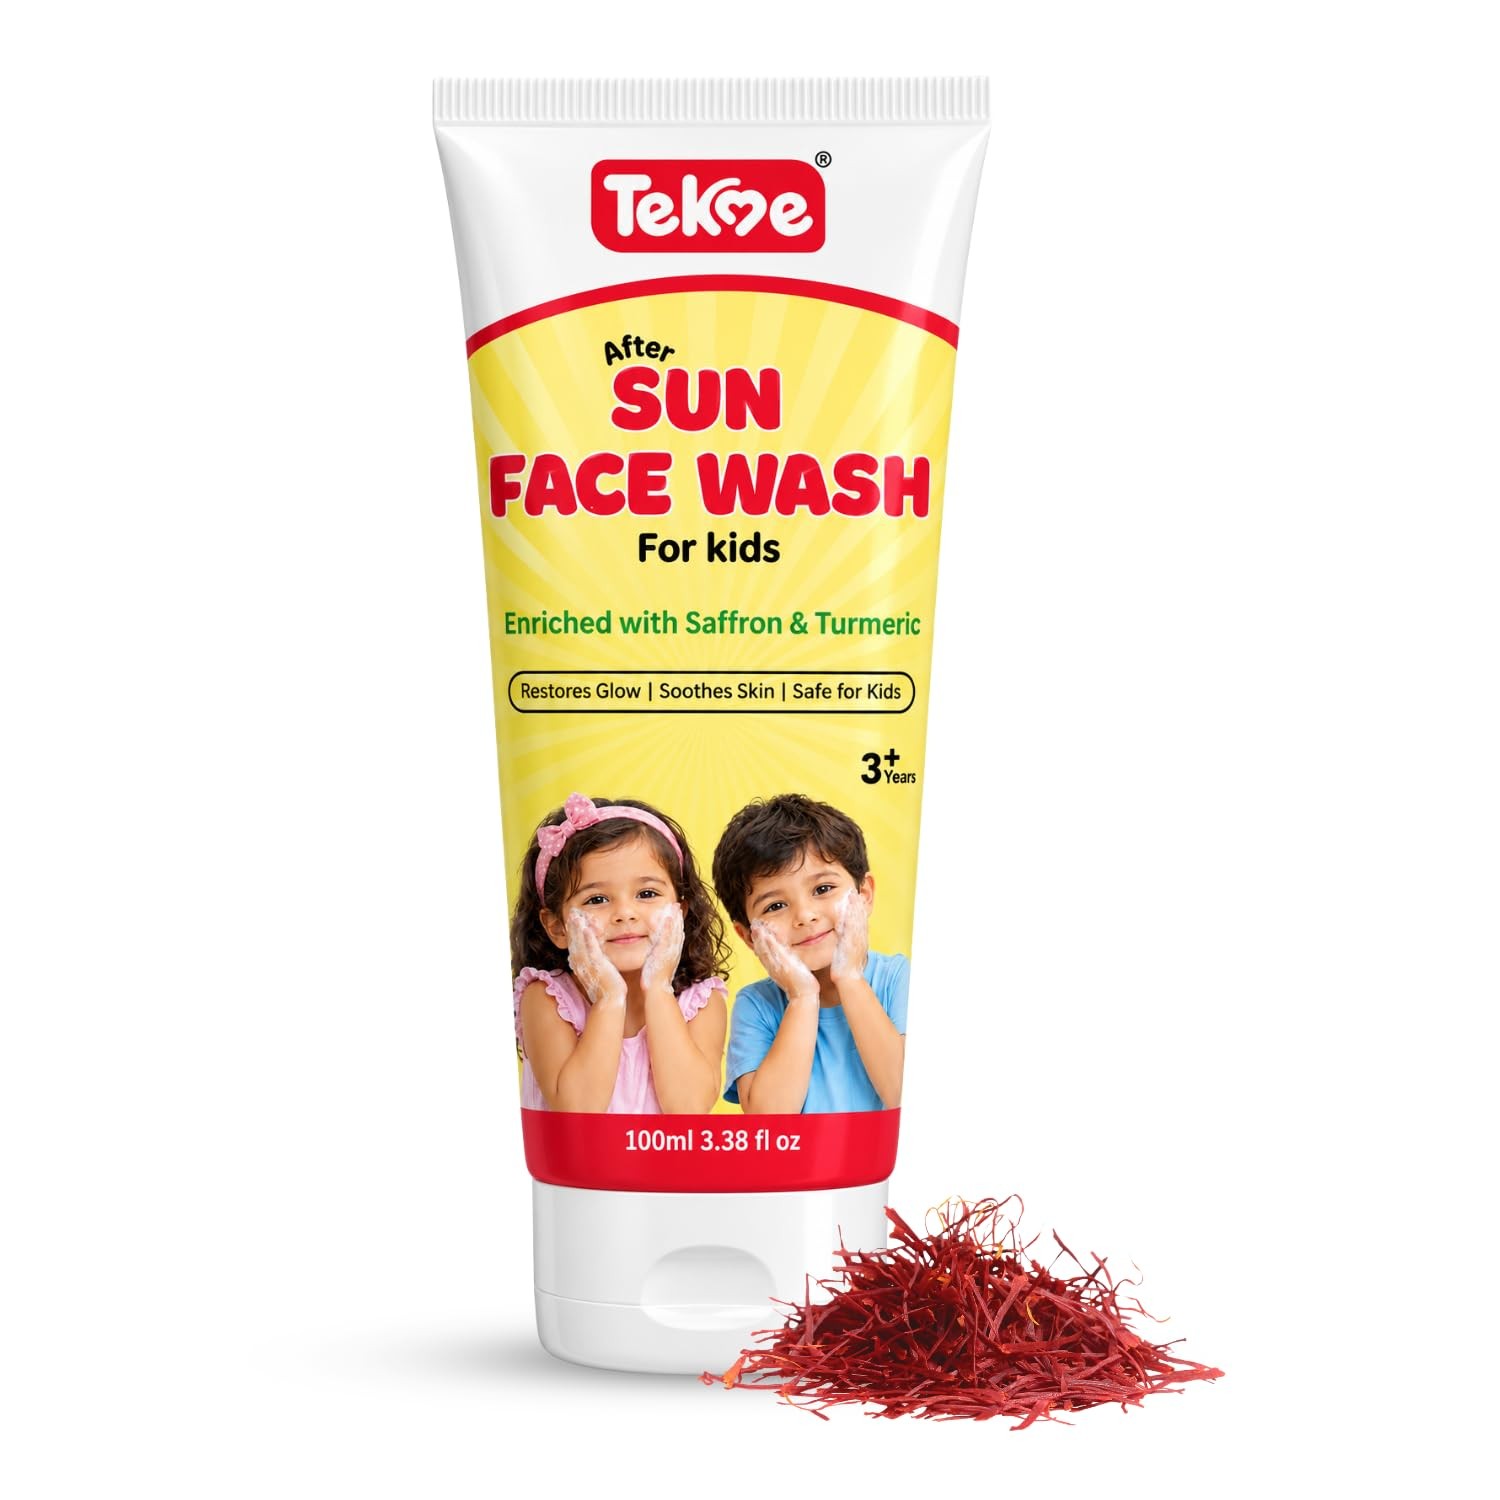 Tekme®
After
SUN
FACE WASH
For kids
Enriched with Saffron & Turmeric
Restores Glow | Soothes Skin | Safe for Kids
3+ Years
100ml 3.38 fl oz